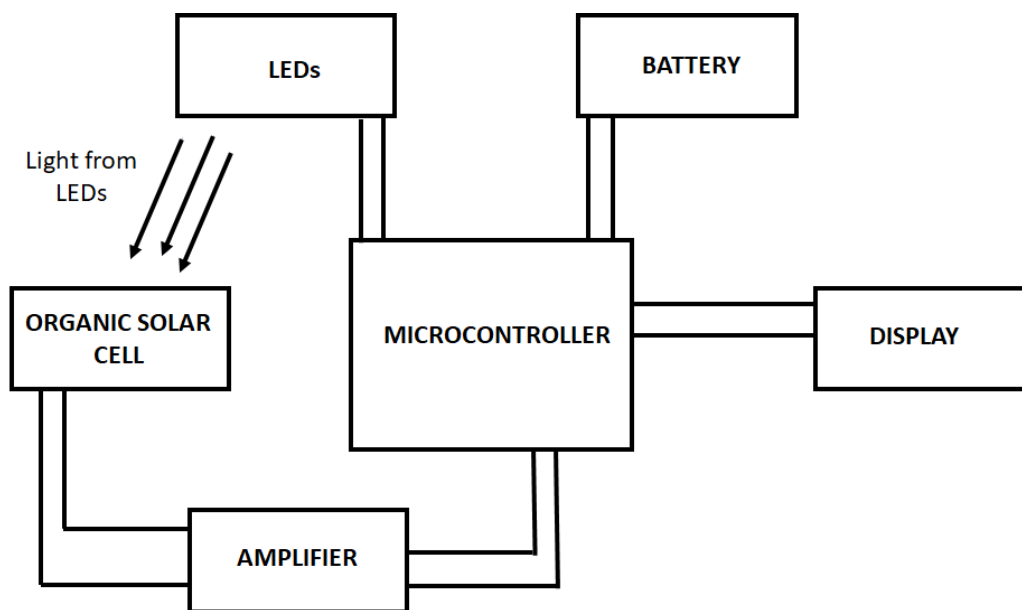 LEDs
BATTERY
Light from
LEDs
ORGANIC SOLAR
CELL
MICROCONTROLLER
DISPLAY
AMPLIFIER